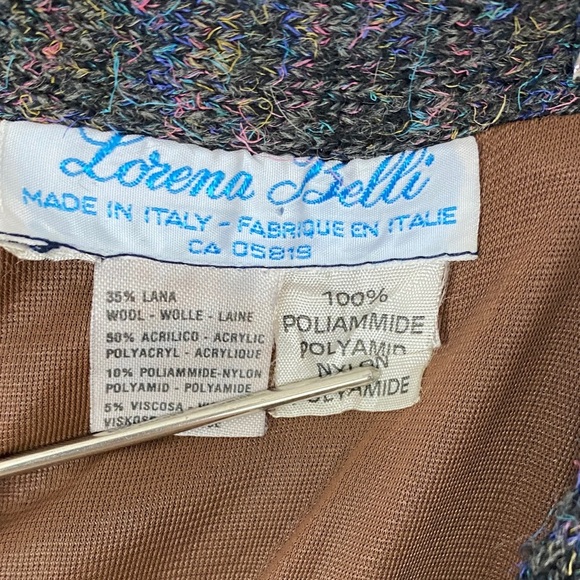 Lorena Belli
MADE IN ITALY - FABRIQUE EN ITALIE
CA 05819
35% LANA
WOOL - WOLLE - LAINE
50% ACRILICO - ACRYLIC
POLYACRYL - ACRYLIQUE
10% POLIAMMIDE-NYLON
POLYAMID - POLYAMIDE
5% VISCOSA -
100%
POLIAMMIDE
POLYAMID
NYLON
POLYAMIDE